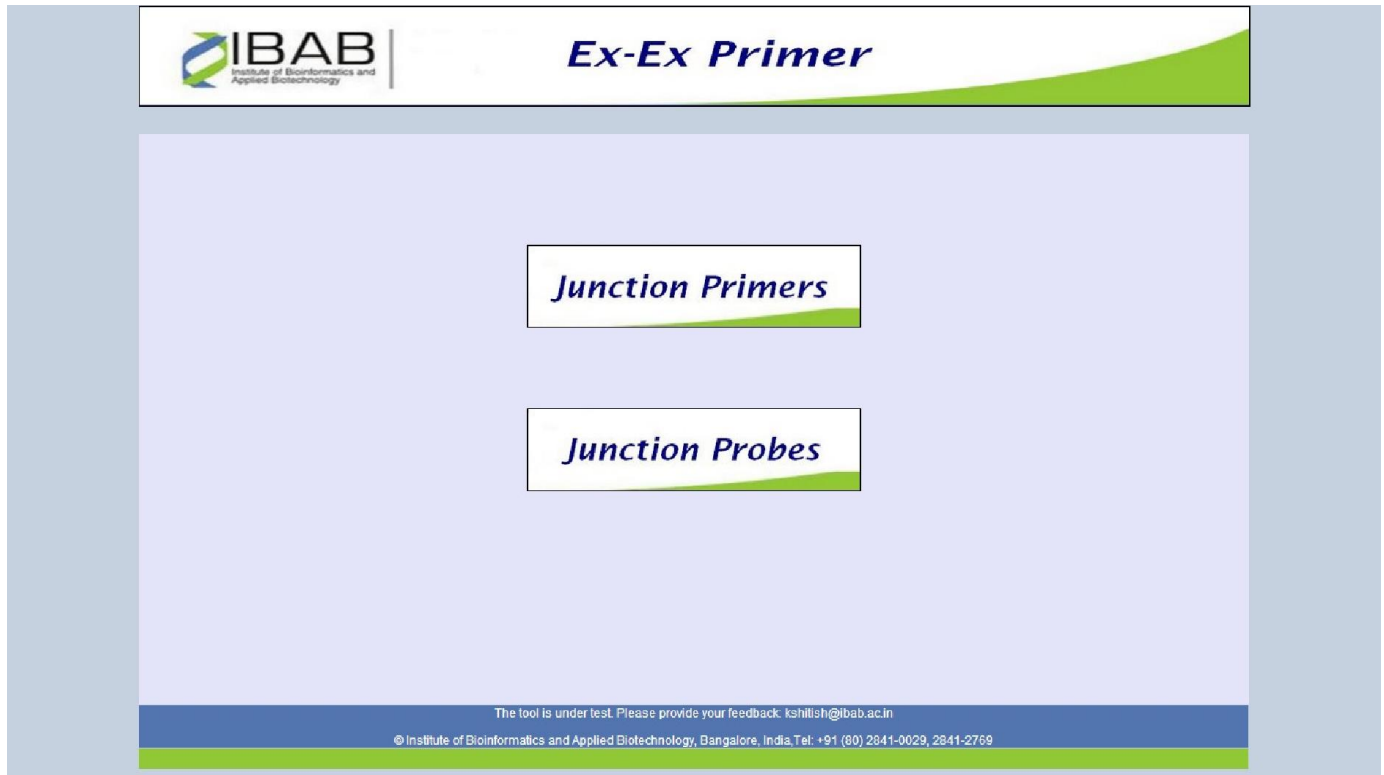 IBAB
Institute of Bioinformatics and
Applied Biotechnology
Ex-Ex Primer
Junction Primers
Junction Probes
The tool is under test. Please provide your feedback: kshitish@ibab.ac.in
© Institute of Bioinformatics and Applied Biotechnology, Bangalore, India,Tel: +91 (80) 2841-0029, 2841-2769